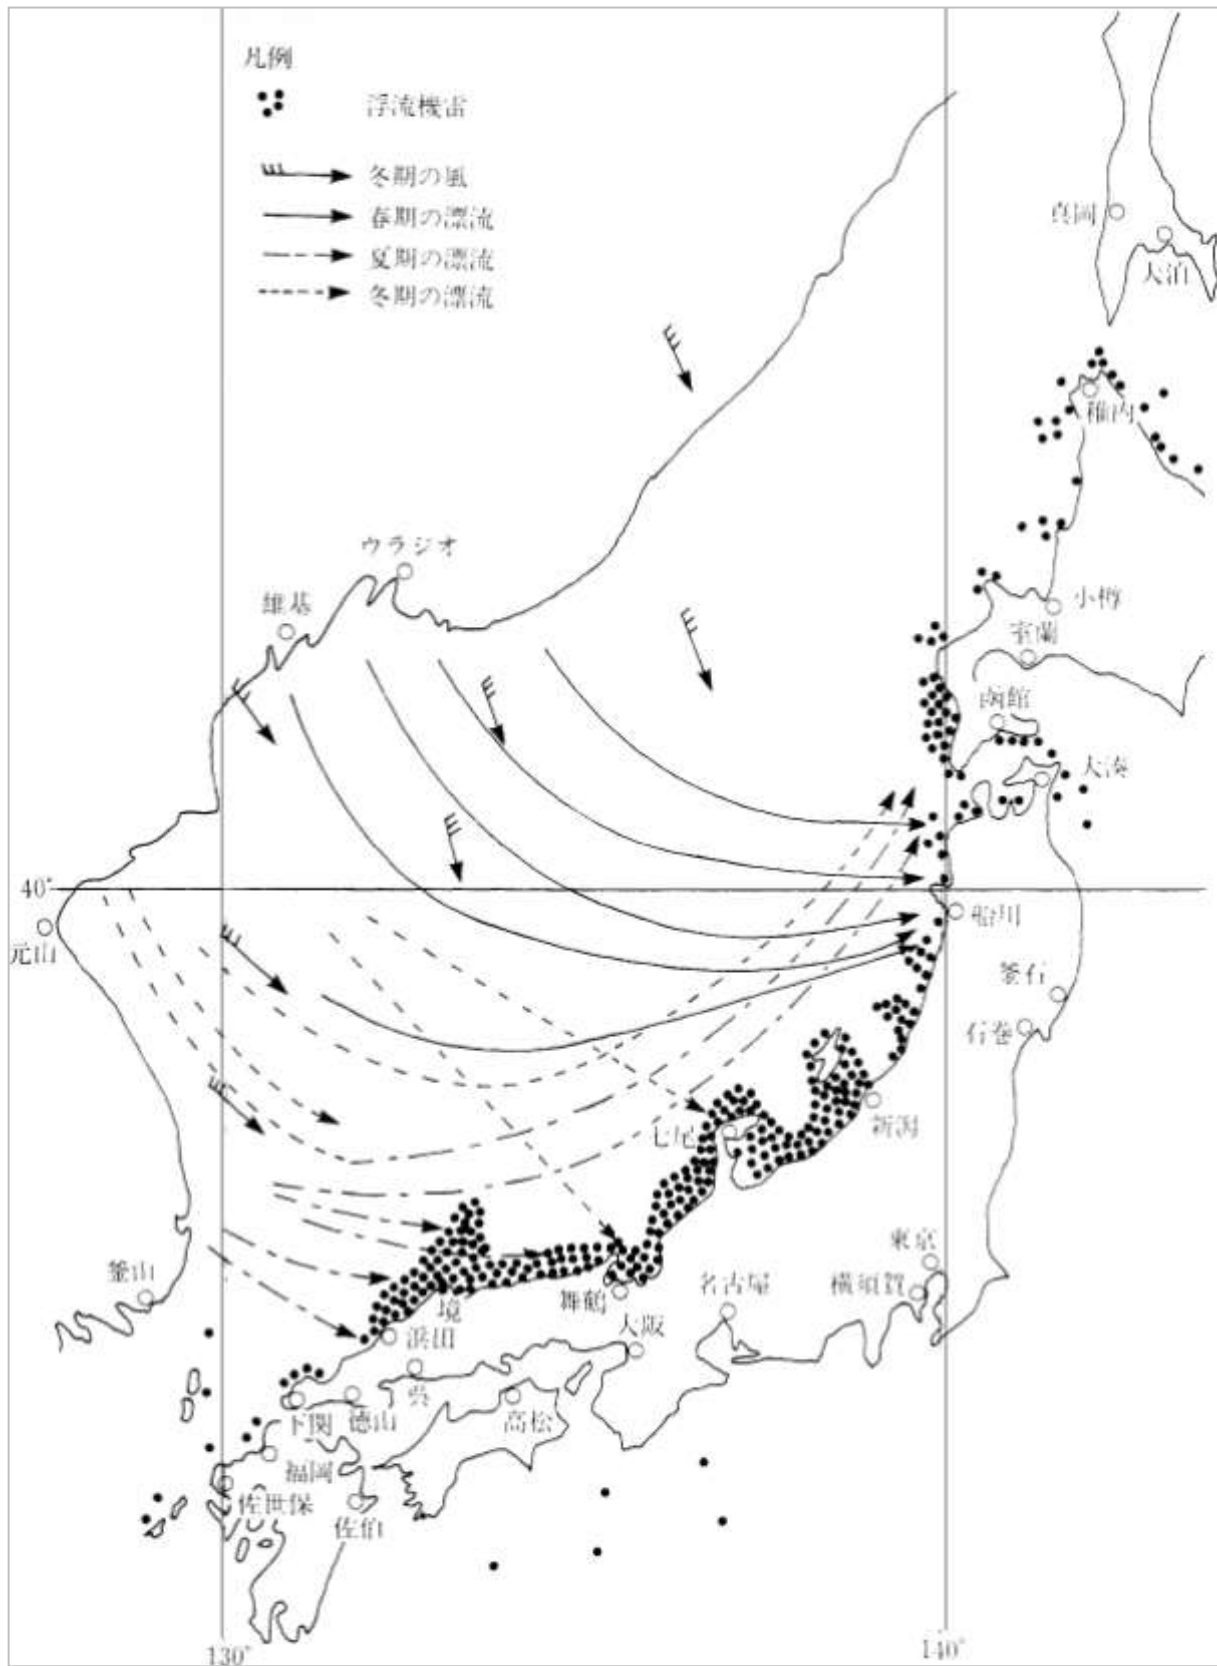 凡例
浮流機雷
冬期の風
春期の漂流
夏期の漂流
冬期の漂流
真岡
大泊
稚内
ウラジオ
雄基
小樽
室蘭
函館
大湊
40°
元山
船川
釜石
石巻
七尾
新潟
東京
釜山
境
舞鶴
名古屋
横須賀
浜田
大阪
呉
下関
徳山
高松
福岡
佐世保
佐伯
130°
140°